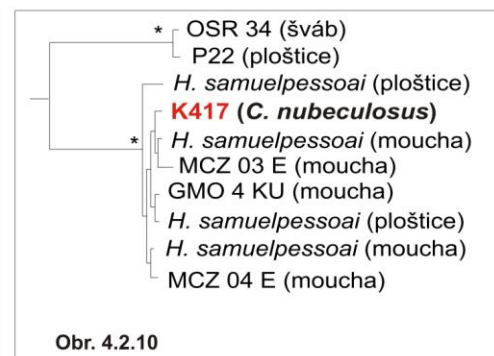 * OSR 34 (šváb)
P22 (ploštice)
H. samuelpessoai (ploštice)
K417 (C. nubeculosus)
* H. samuelpessoai (moucha)
MCZ 03 E (moucha)
GMO 4 KU (moucha)
H. samuelpessoai (ploštice)
H. samuelpessoai (moucha)
MCZ 04 E (moucha)
Obr. 4.2.10